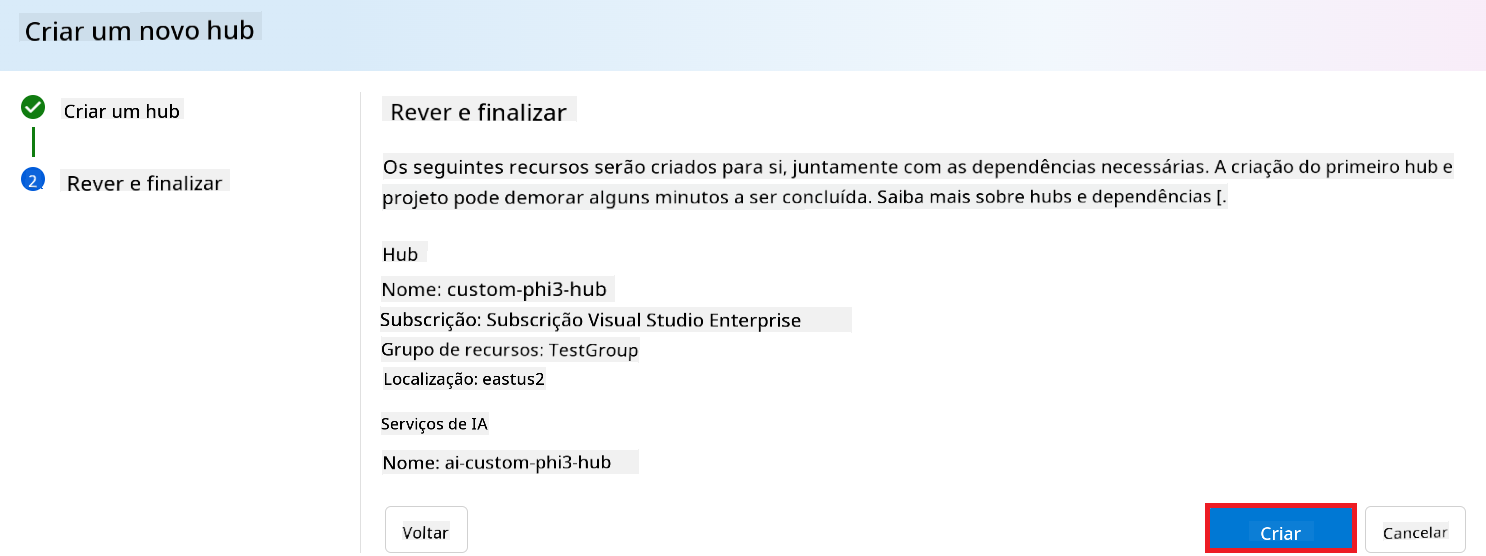 Criar um novo hub
Criar um hub
2
Rever e finalizar
Rever e finalizar
Os seguintes recursos serão criados para si, juntamente com as dependências necessárias. A criação do primeiro hub e
projeto pode demorar alguns minutos a ser concluída. Saiba mais sobre hubs e dependências [.
Hub
Nome: custom-phi3-hub
Subscrição: Subscrição Visual Studio Enterprise
Grupo de recursos: TestGroup
Localização: eastus2
Serviços de IA
Nome: ai-custom-phi3-hub
Voltar
Criar
Cancelar